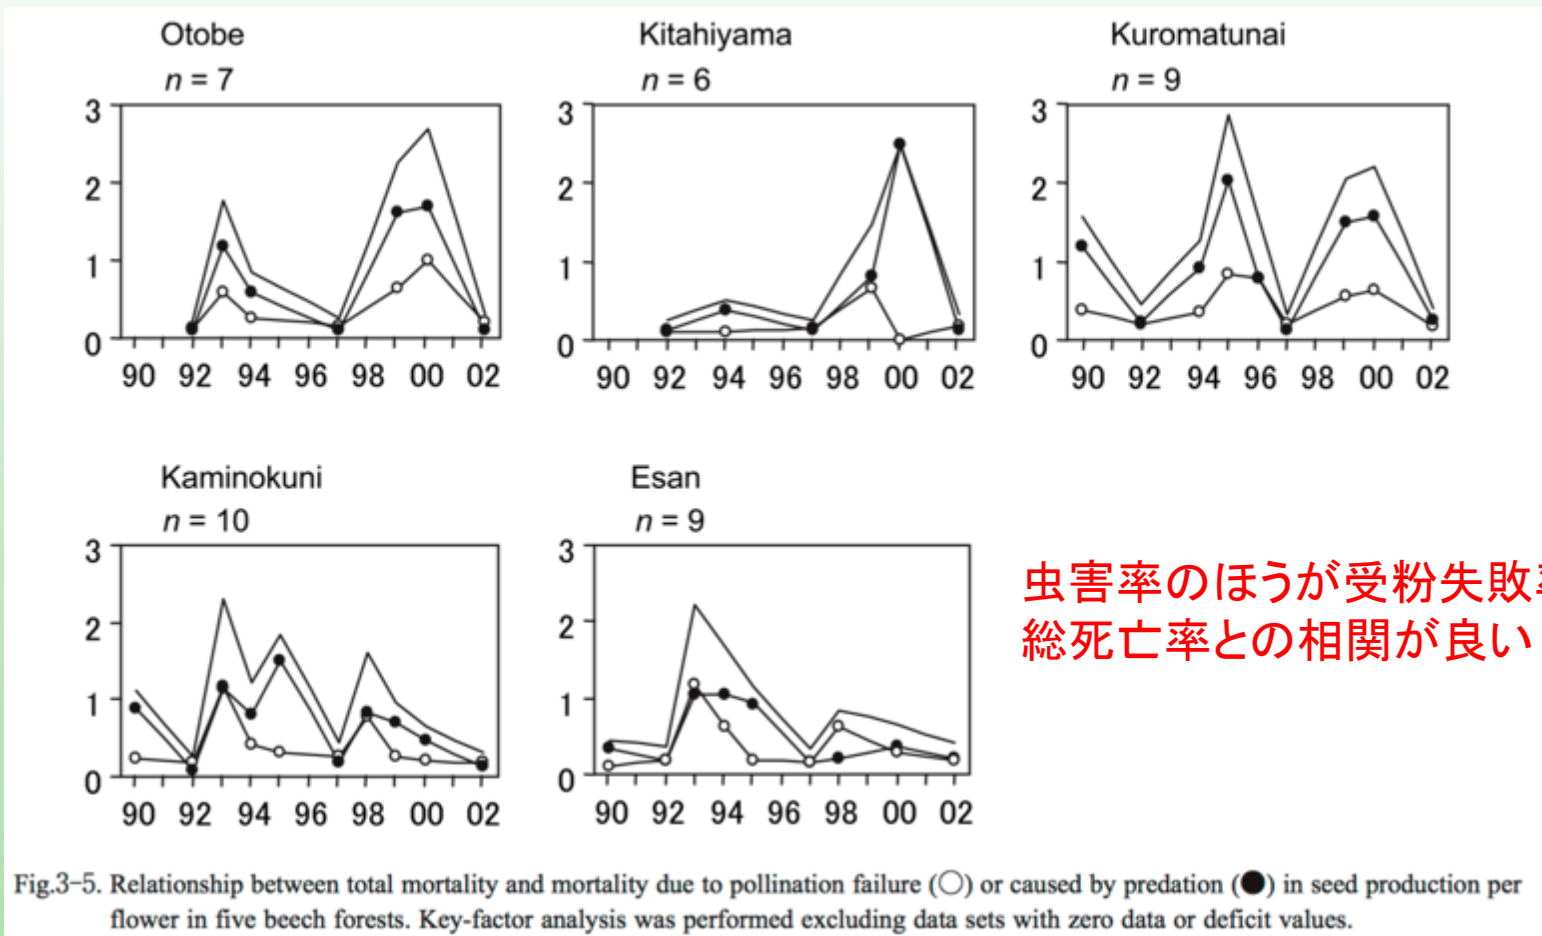 Otobe
n = 7
3
2
1
0
90 92 94 96 98 00 02
Kitahiyama
n = 6
3
2
1
0
90 92 94 96 98 00 02
Kuromatunai
n = 9
3
2
1
0
90 92 94 96 98 00 02
Kaminokuni
n = 10
3
2
1
0
90 92 94 96 98 00 02
Esan
n = 9
3
2
1
0
90 92 94 96 98 00 02
虫害率のほうが受粉失敗
総死亡率との相関が良い
Fig.3-5. Relationship between total mortality and mortality due to pollination failure (○) or caused by predation (●) in seed production per
flower in five beech forests. Key-factor analysis was performed excluding data sets with zero data or deficit values.